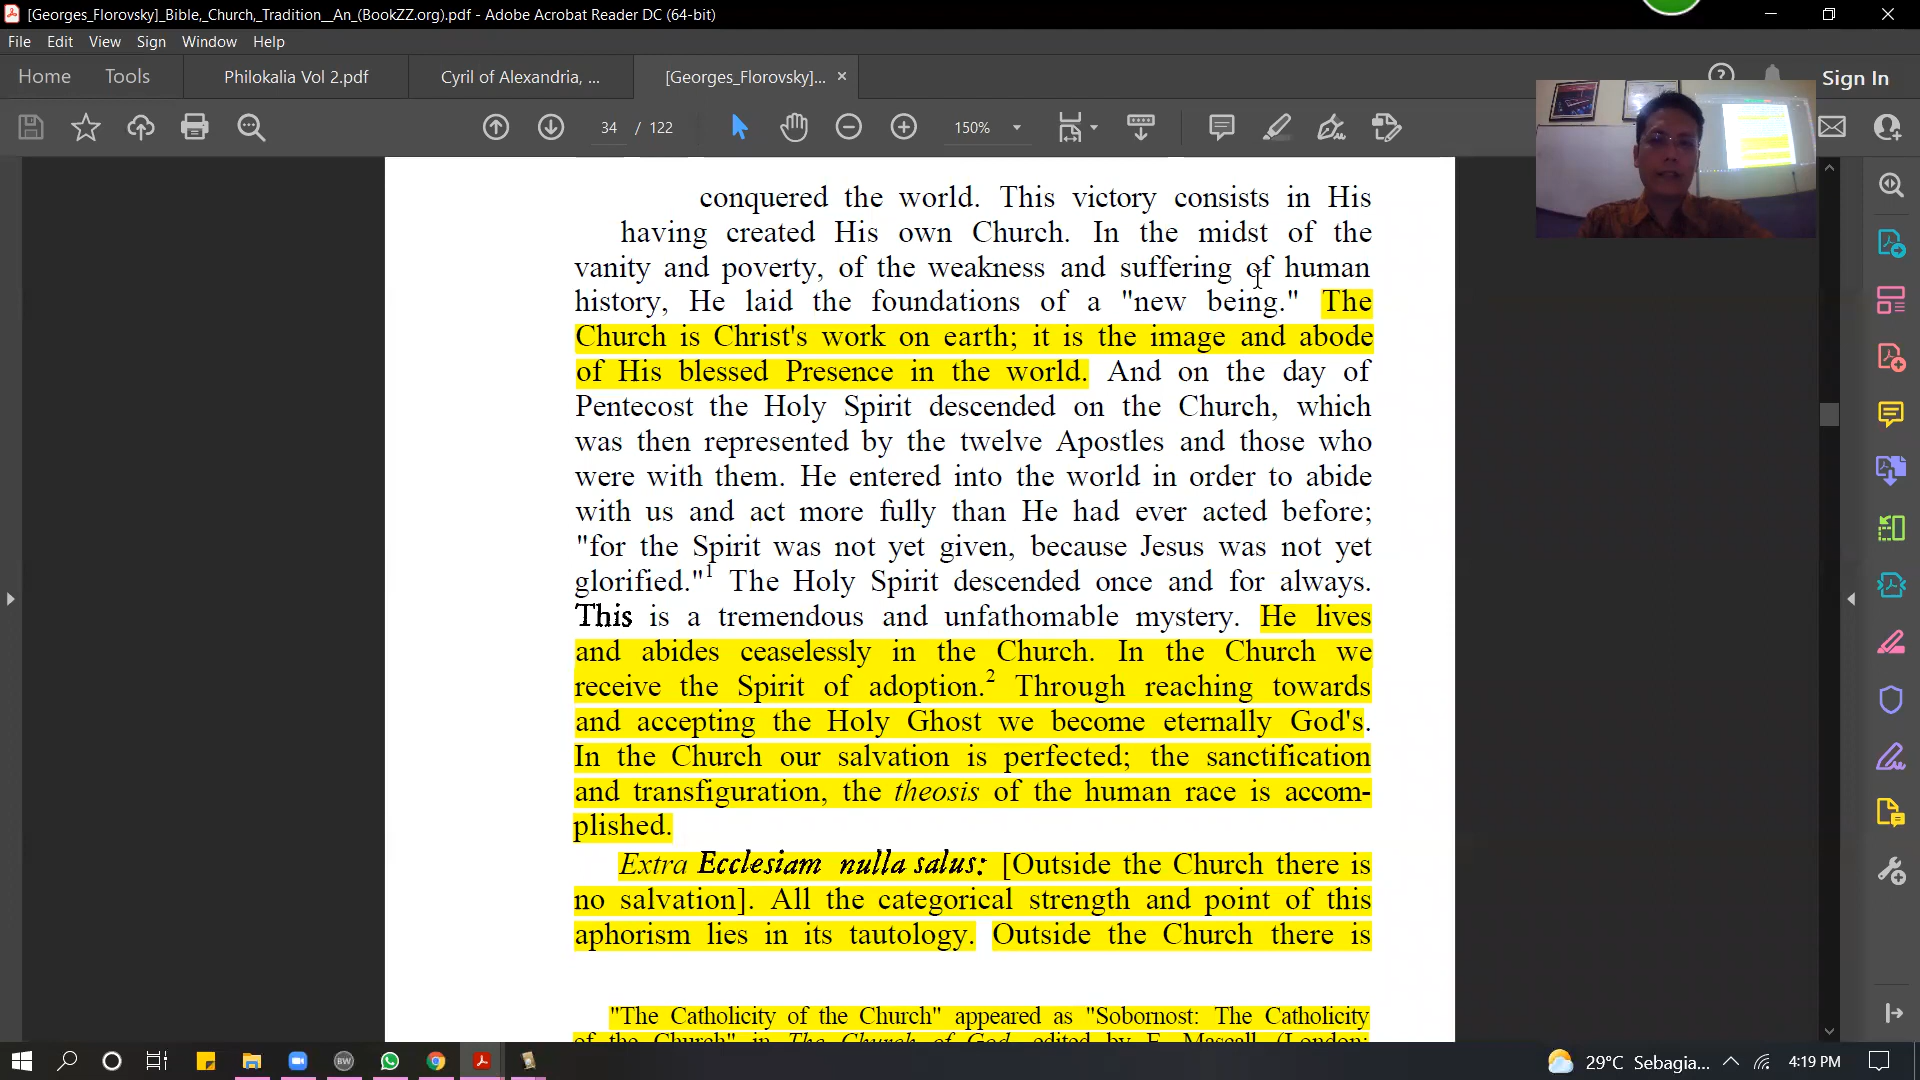 [Georges_Florovsky]_Bible,_Church,_Tradition__An_(BookZZ.org).pdf - Adobe Acrobat Reader DC (64-bit)
File Edit View Sign Window Help
Home Tools Philokalia Vol 2.pdf Cyril of Alexandria, ... [Georges_Florovsky]... Sign In
34 / 122 150%
conquered the world. This victory consists in His
having created His own Church. In the midst of the
vanity and poverty, of the weakness and suffering of human
history, He laid the foundations of a "new being." The
Church is Christ's work on earth; it is the image and abode
of His blessed Presence in the world. And on the day of
Pentecost the Holy Spirit descended on the Church, which
was then represented by the twelve Apostles and those who
were with them. He entered into the world in order to abide
with us and act more fully than He had ever acted before;
"for the Spirit was not yet given, because Jesus was not yet
glorified."1 The Holy Spirit descended once and for always.
This is a tremendous and unfathomable mystery. He lives
and abides ceaselessly in the Church. In the Church we
receive the Spirit of adoption.2 Through reaching towards
and accepting the Holy Ghost we become eternally God's.
In the Church our salvation is perfected; the sanctification
and transfiguration, the theosis of the human race is accom-
plished.
Extra Ecclesiam nulla salus: [Outside the Church there is
no salvation]. All the categorical strength and point of this
aphorism lies in its tautology. Outside the Church there is
"The Catholicity of the Church" appeared as "Sobornost: The Catholicity
of the Church" in The Church of God, edited by E. Mascall (London:
BW 29°C Sebagia... 4:19 PM